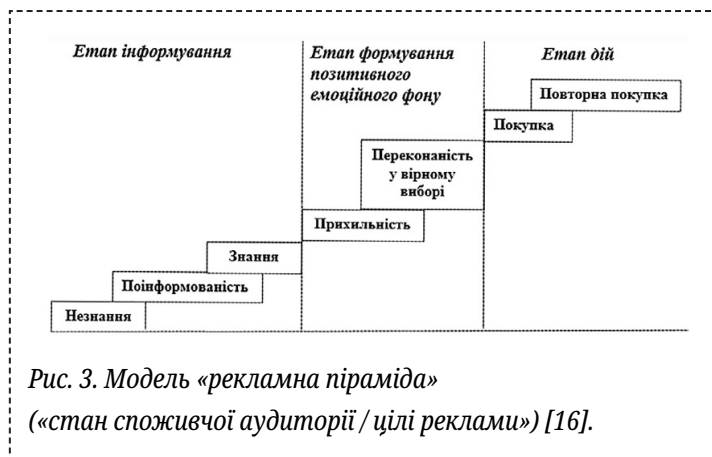 Етап інформування
Етап формування
позитивного
емоційного фону
Етап дій
Повторна покупка
Покупка
Переконаність
у вірному
виборі
Прихильність
Знання
Поінформованість
Незнання
Рис. 3. Модель «рекламна піраміда»
(«стан споживчої аудиторії / цілі реклами») [16].